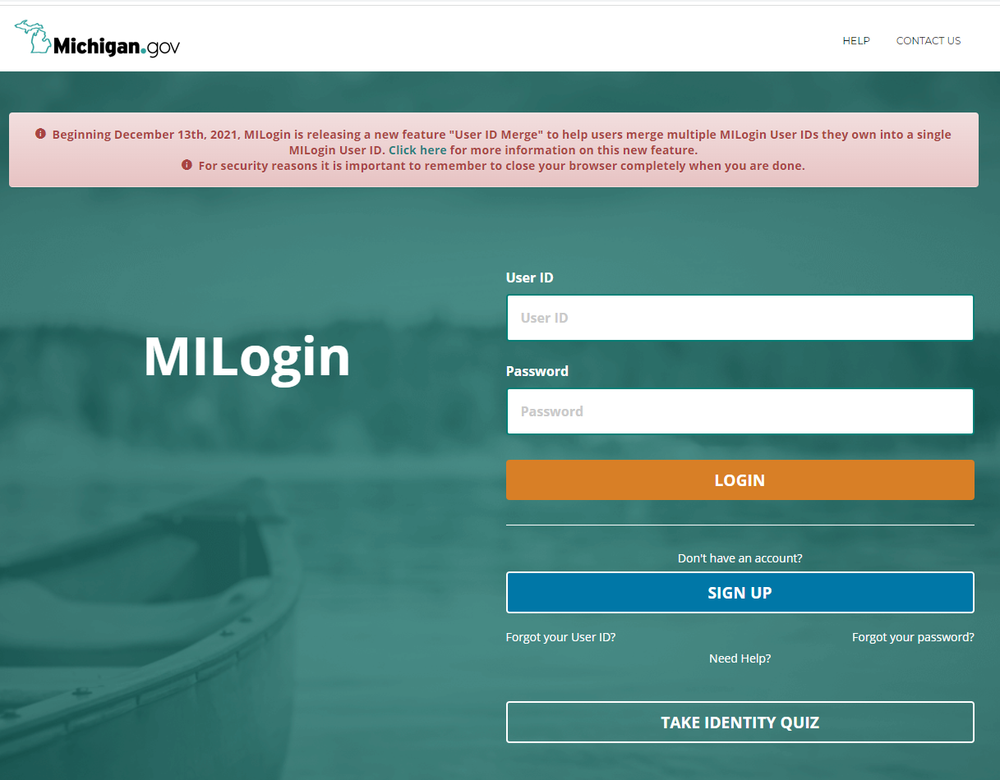 Michigan.gov
HELP
CONTACT US
Beginning December 13th, 2021, MILogin is releasing a new feature "User ID Merge" to help users merge multiple MILogin User IDs they own into a single
MILogin User ID. Click here for more information on this new feature.
For security reasons it is important to remember to close your browser completely when you are done.
MILogin
User ID
User ID
Password
Password
LOGIN
Don't have an account?
SIGN UP
Forgot your User ID?
Forgot your password?
Need Help?
TAKE IDENTITY QUIZ